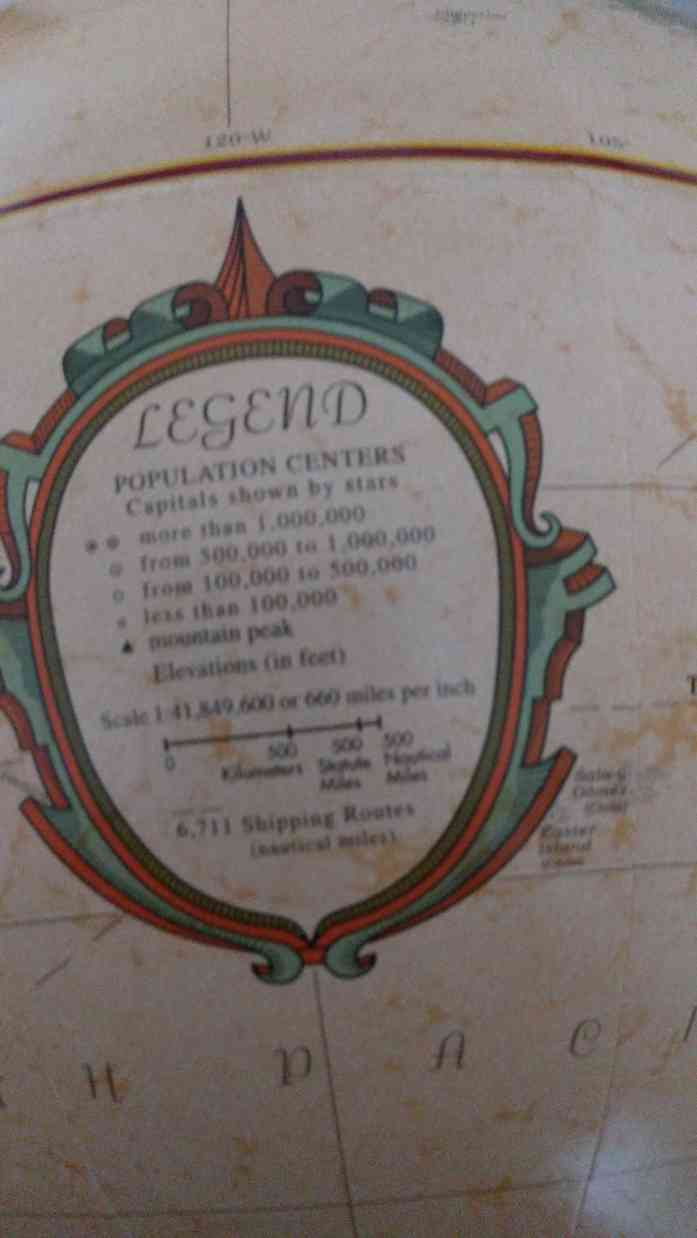 120°W
105°
LEGEND
POPULATION CENTERS
Capitals shown by stars
more than 1,000,000
from 500,000 to 1,000,000
from 100,000 to 500,000
less than 100,000
mountain peak
Elevations (in feet)
Scale 1:41,849,600 or 660 miles per inch
0 500 500 500
Kilometers Statute Nautical
Miles Miles
6,711 Shipping Routes
(nautical miles)
T
Sala y
Gómez
(Chile)
Easter
Island
H P A C I